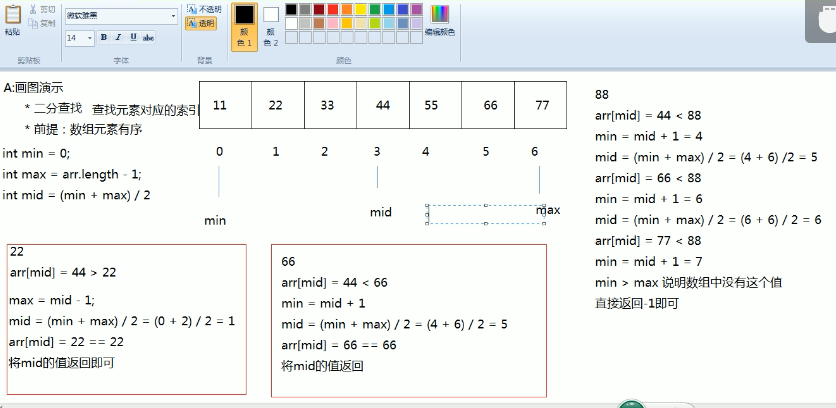 剪切
复制
粘贴
剪贴板
微软雅黑
14
B I U abc
字体
不透明
透明
背景
颜
色 1
颜
色 2
颜色
编辑颜色
A:画图演示
* 二分查找 查找元素对应的索引
* 前提：数组元素有序
int min = 0;
int max = arr.length - 1;
int mid = (min + max) / 2
11 22 33 44 55 66 77
0 1 2 3 4 5 6
min mid max
22
arr[mid] = 44 > 22
max = mid - 1;
mid = (min + max) / 2 = (0 + 2) / 2 = 1
arr[mid] = 22 == 22
将mid的值返回即可
66
arr[mid] = 44 < 66
min = mid + 1
mid = (min + max) / 2 = (4 + 6) / 2 = 5
arr[mid] = 66 == 66
将mid的值返回
88
arr[mid] = 44 < 88
min = mid + 1 = 4
mid = (min + max) / 2 = (4 + 6) /2 = 5
arr[mid] = 66 < 88
min = mid + 1 = 6
mid = (min + max) / 2 = (6 + 6) / 2 = 6
arr[mid] = 77 < 88
min = mid + 1 = 7
min > max 说明数组中没有这个值
直接返回-1即可